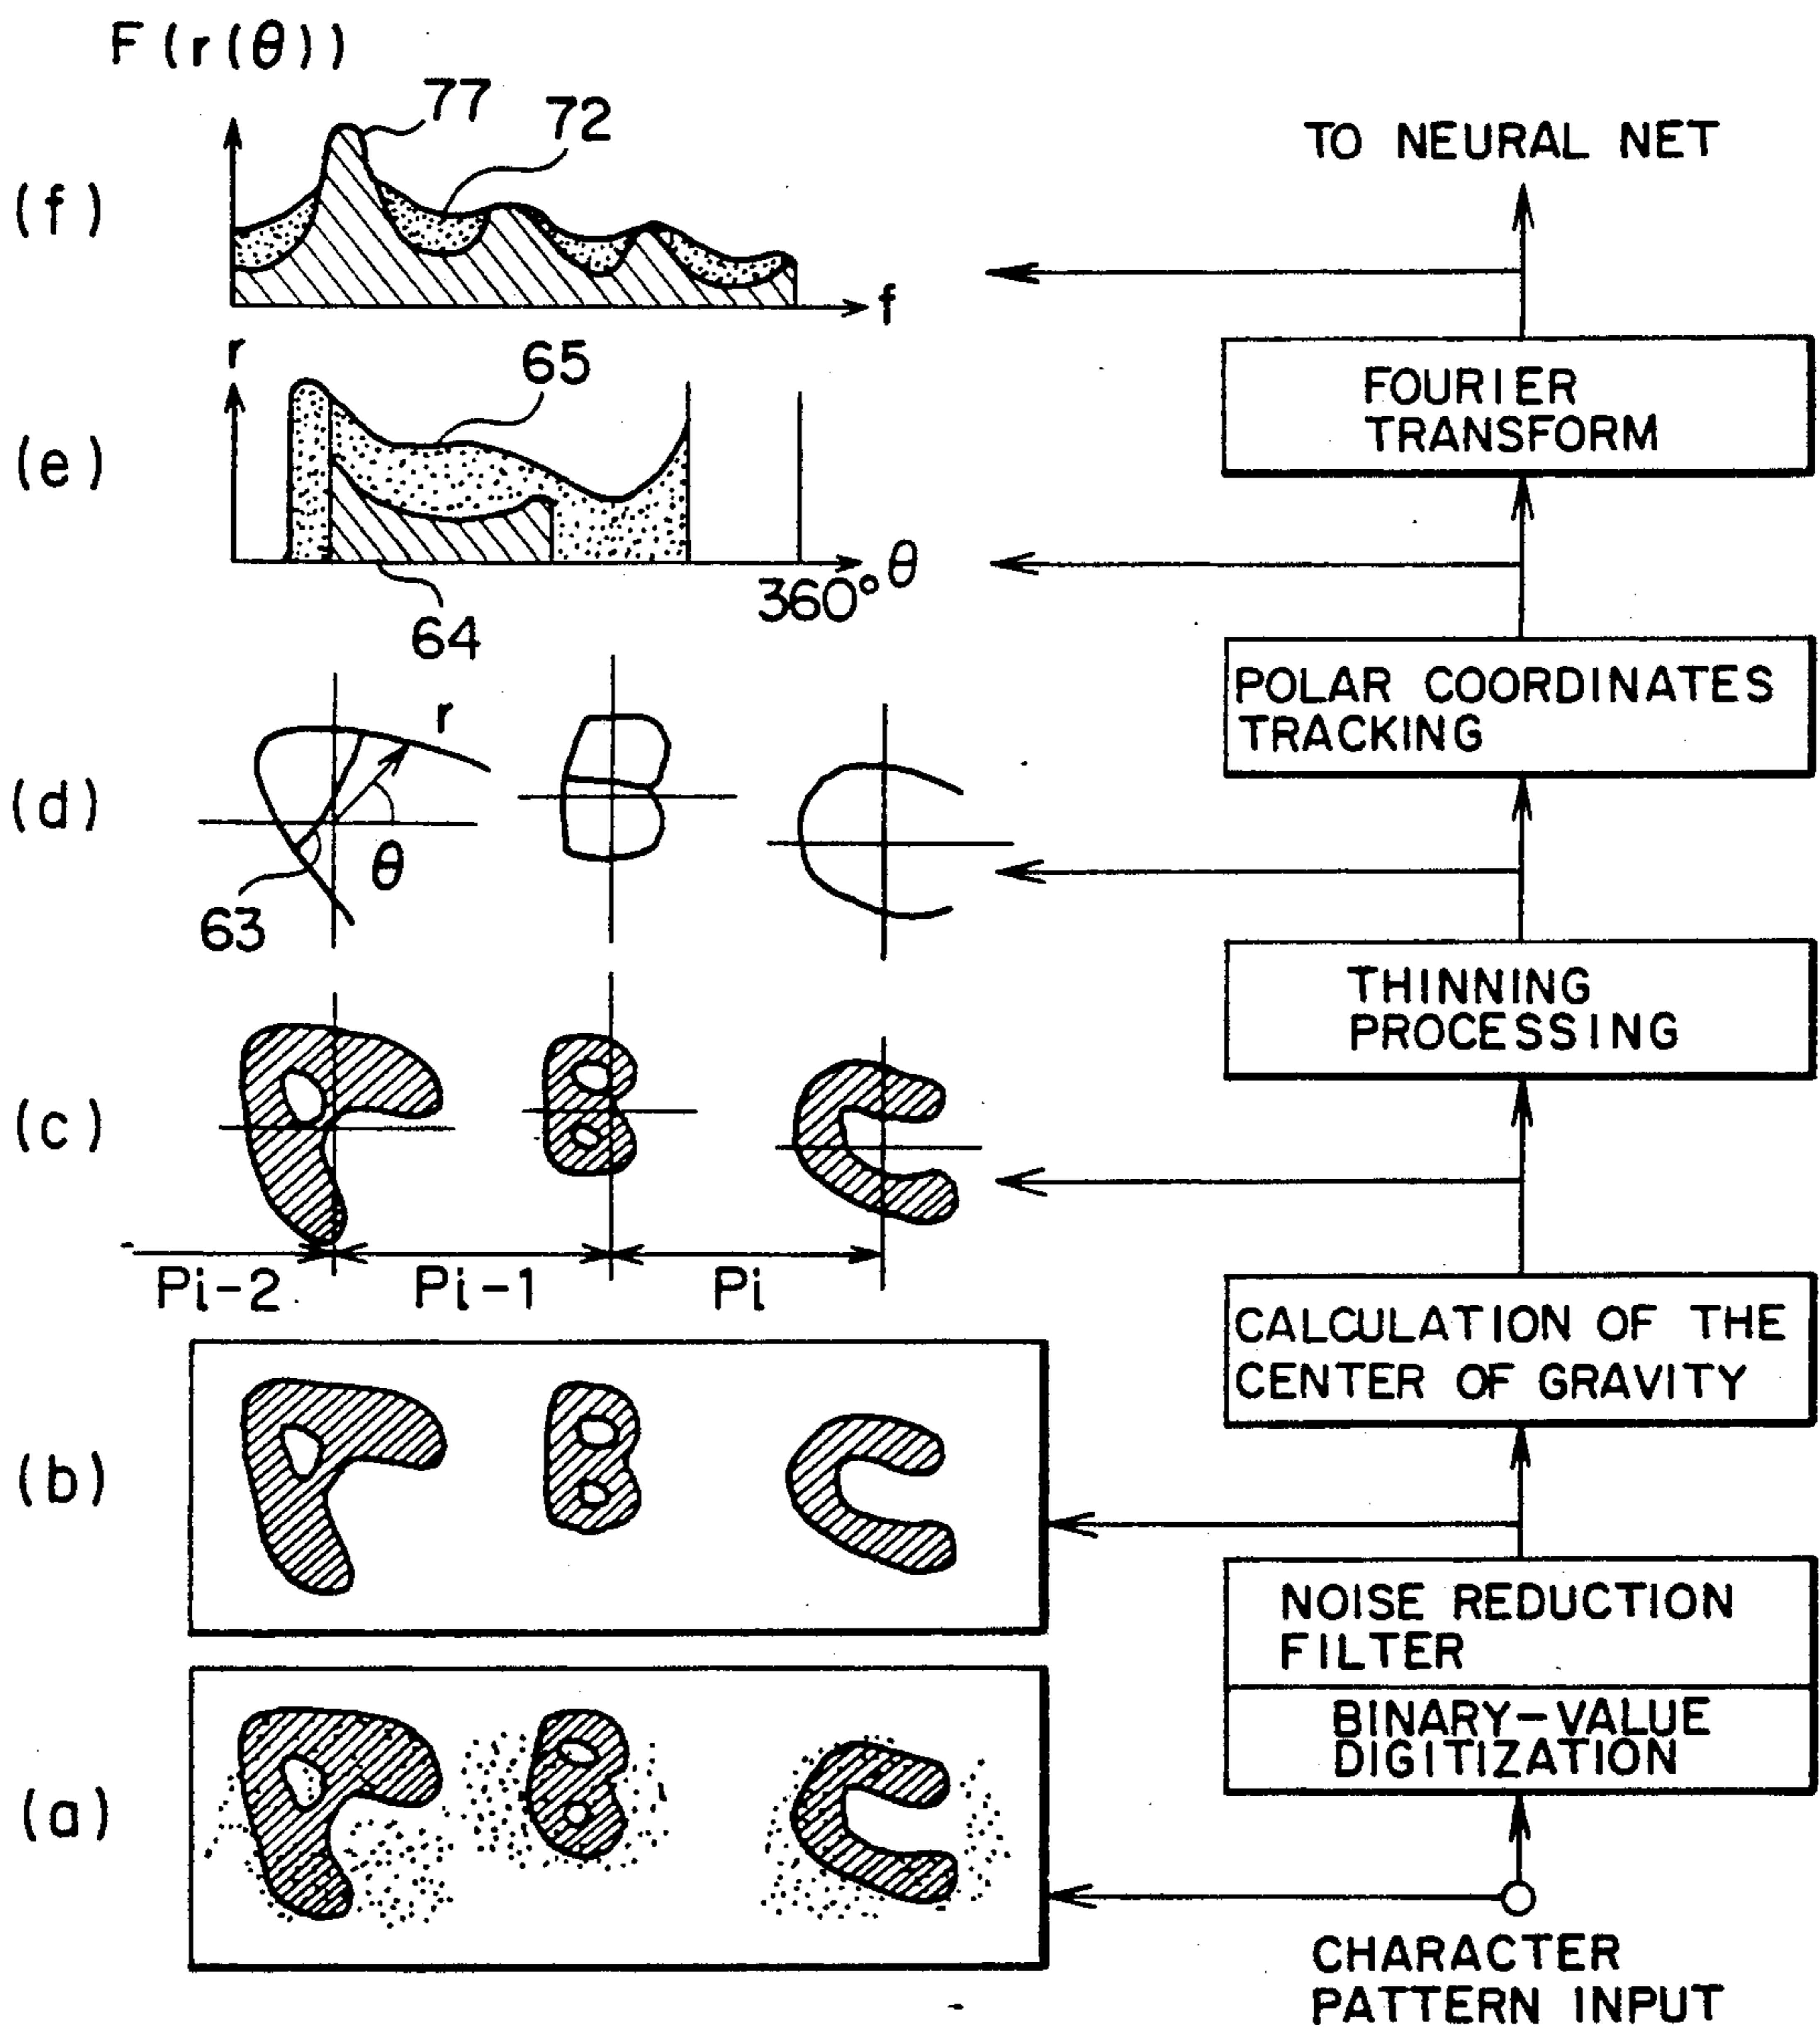 F(r(θ))
77
72
(f)
f
TO NEURAL NET
FOURIER
TRANSFORM
r
65
(e)
360° θ
64
POLAR COORDINATES
TRACKING
r
(d)
θ
63
THINNING
PROCESSING
(c)
Pi-2
Pi-1
Pi
CALCULATION OF THE
CENTER OF GRAVITY
(b)
NOISE REDUCTION
FILTER
BINARY-VALUE
DIGITIZATION
(a)
CHARACTER
PATTERN INPUT